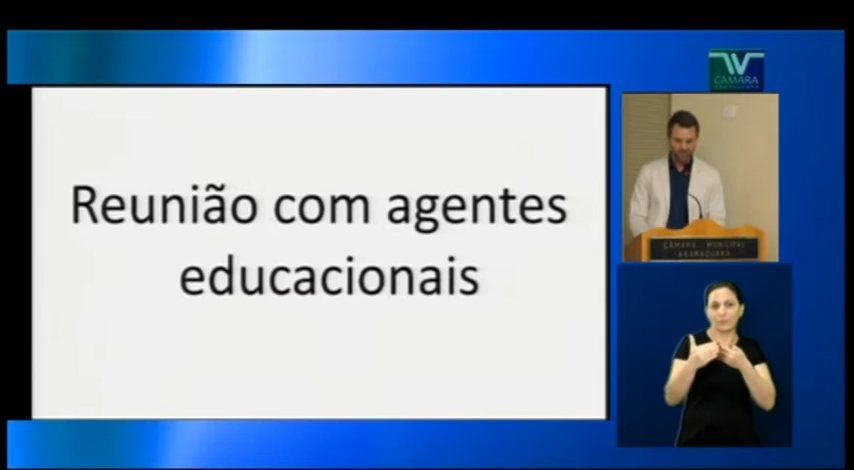 Reunião com agentes
educacionais
CÂMARA
CÂMARA MUNICIPAL
ARARAQUARA